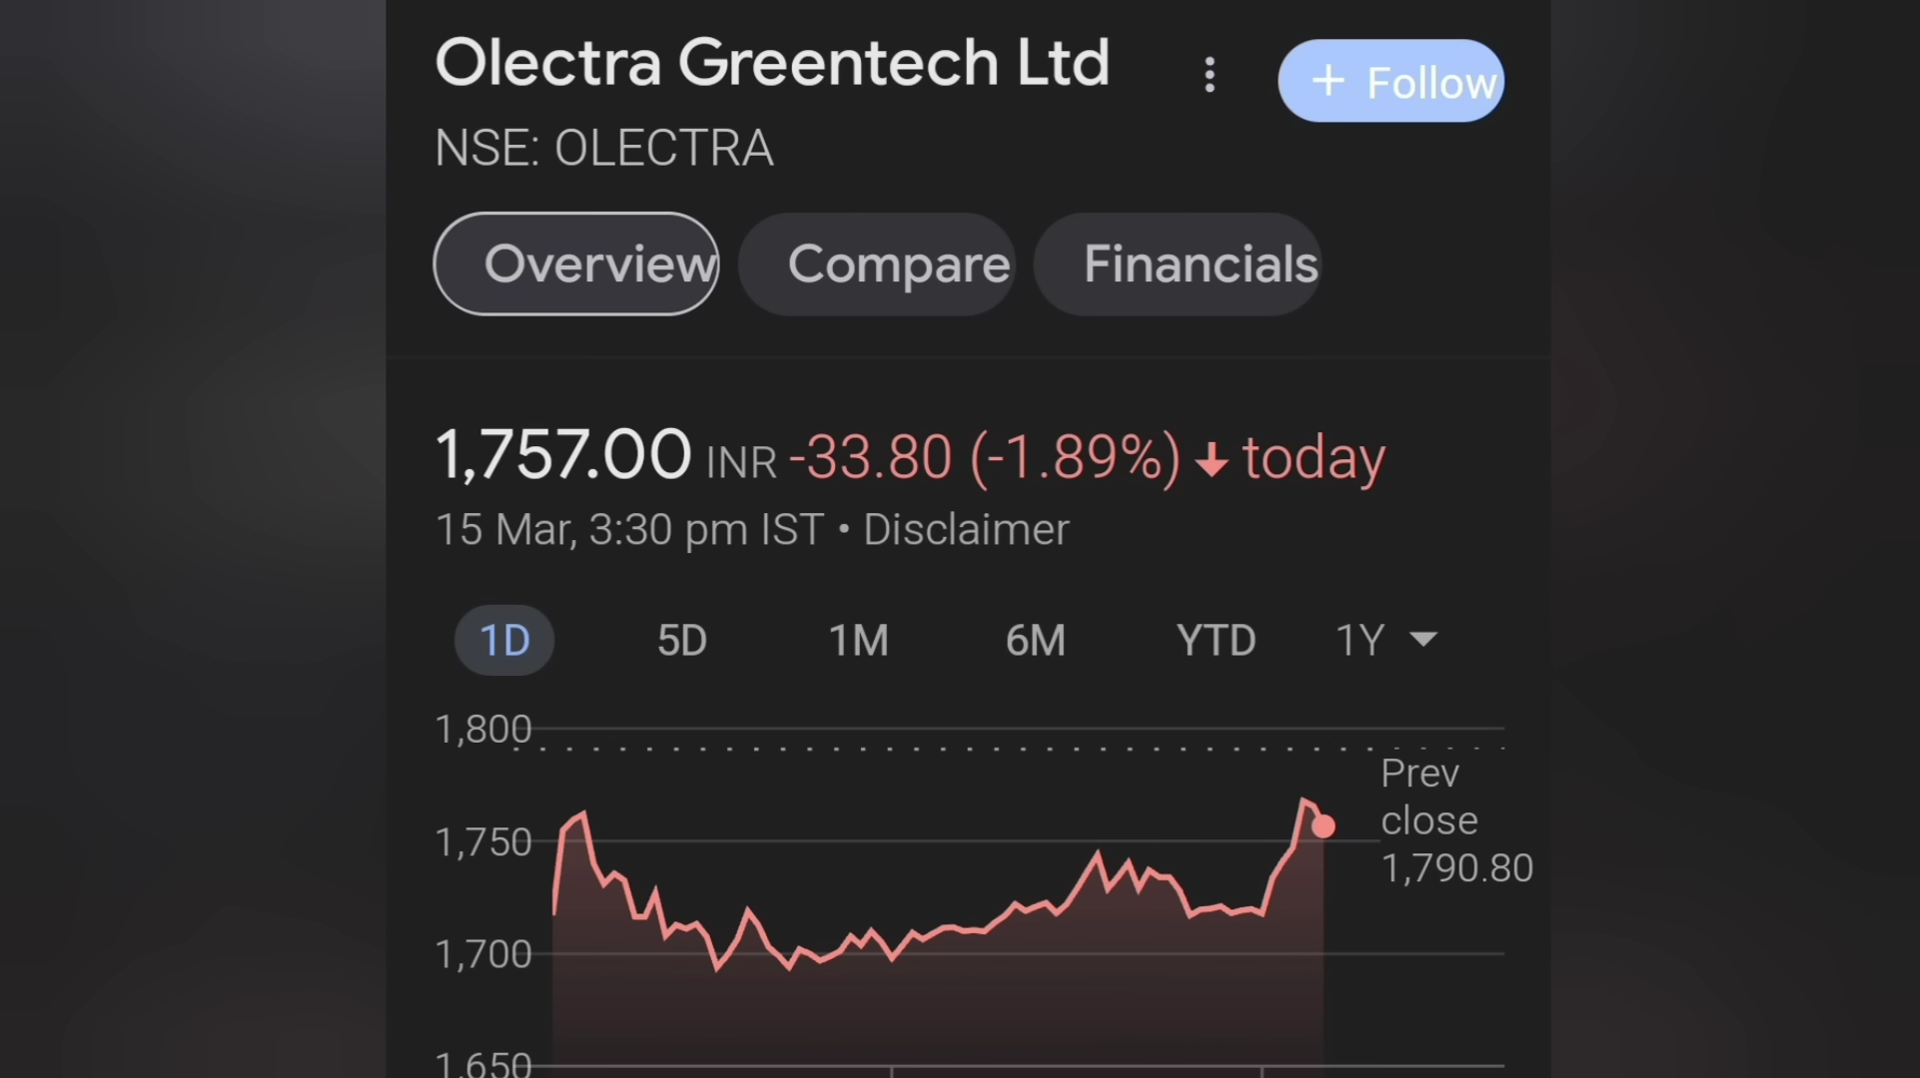 Olectra Greentech Ltd
+ Follow
NSE: OLECTRA
Overview Compare Financials
1,757.00 INR -33.80 (-1.89%) ↓ today
15 Mar, 3:30 pm IST • Disclaimer
1D 5D 1M 6M YTD 1Y
1,800
Prev
close
1,790.80
1,750
1,700
1,650